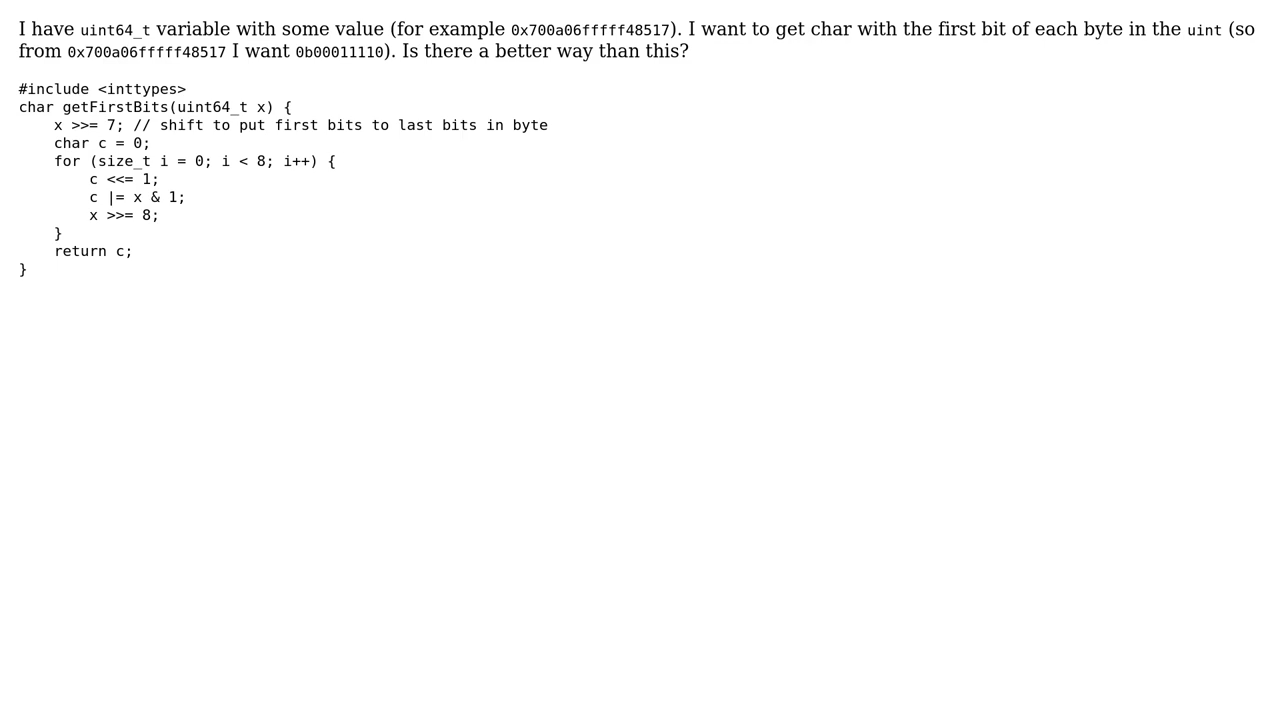 I have uint64_t variable with some value (for example 0x700a06fffff48517). I want to get char with the first bit of each byte in the uint (so
from 0x700a06fffff48517 I want 0b00011110). Is there a better way than this?
#include <inttypes>
char getFirstBits(uint64_t x) {
    x >>= 7; // shift to put first bits to last bits in byte
    char c = 0;
    for (size_t i = 0; i < 8; i++) {
        c <<= 1;
        c |= x & 1;
        x >>= 8;
    }
    return c;
}